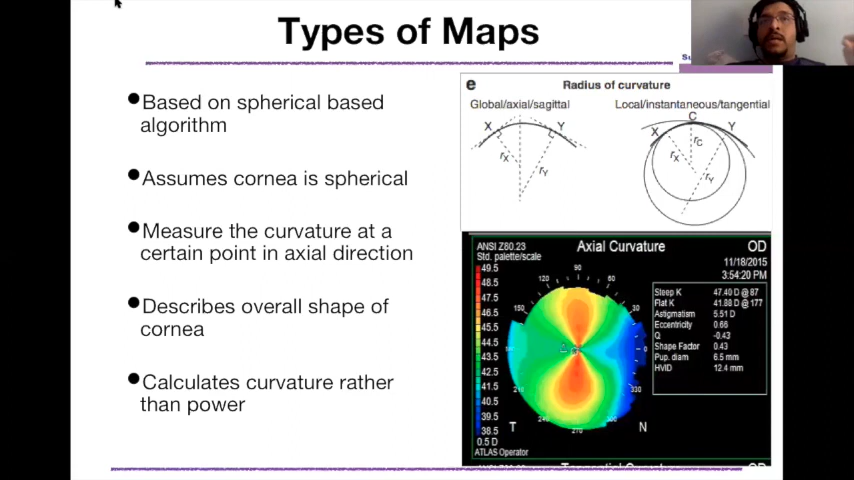 Types of Maps
Based on spherical based
algorithm
Assumes cornea is spherical
Measure the curvature at a
certain point in axial direction
Describes overall shape of
cornea
Calculates curvature rather
than power
e
Radius of curvature
Global/axial/sagittal
Local/instantaneous/tangential
X
Y
rX
rY
C
X
Y
rC
rX
rY
ANSI Z80.23
Std. palette/scale
Axial Curvature
OD
11/18/2015
3:54:20 PM
49.5
48.5
47.5
46.5
45.5
44.5
43.5
42.5
41.5
40.5
39.5
38.5
0.5 D
ATLAS Operator
90
120
60
150
30
0
210
330
240
270
T
N
Steep K 47.40 D @ 87
Flat K 41.88 D @ 177
Astigmatism 5.51 D
Eccentricity 0.66
Q -0.43
Shape Factor 0.43
Pup. diam 6.5 mm
HVID 12.4 mm